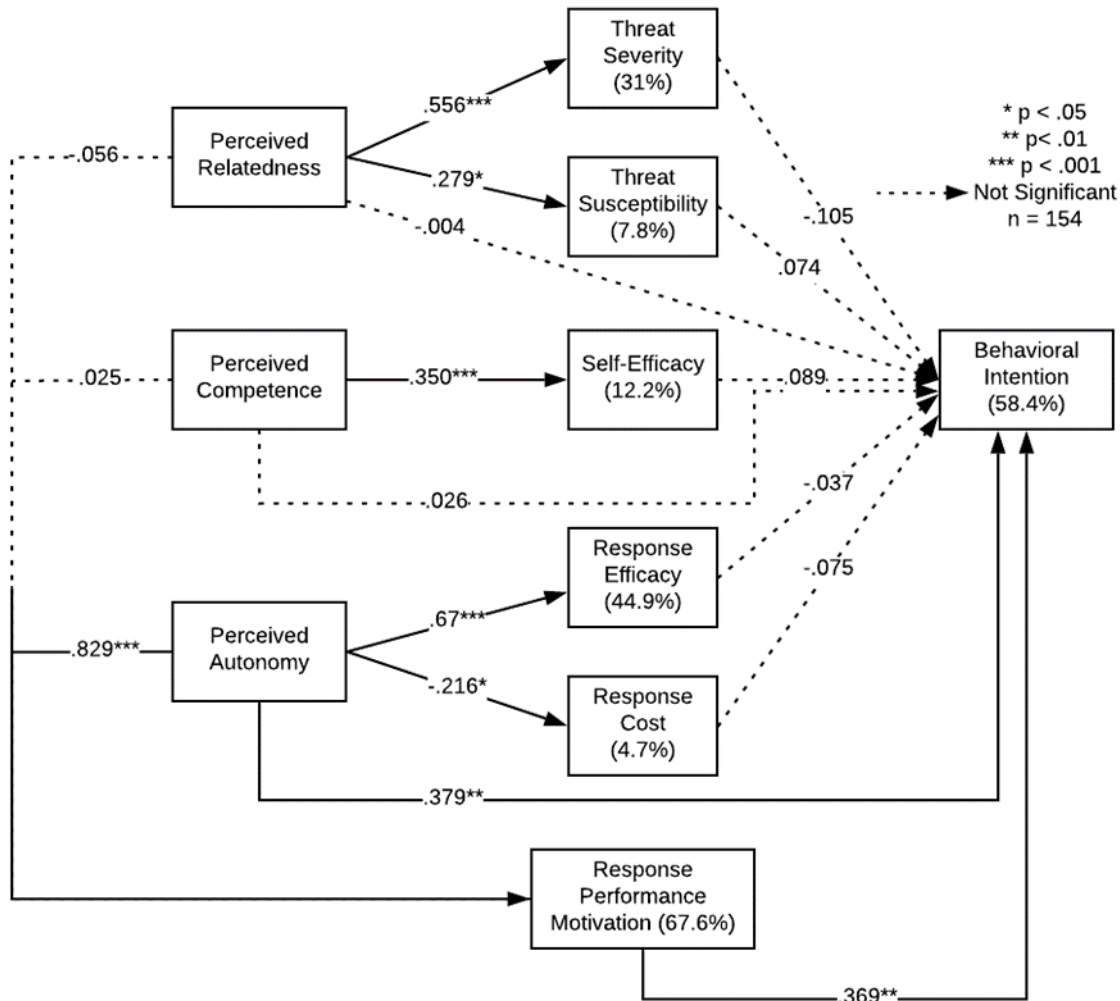 Threat
Severity
(31%)
.556***
* p < .05
** p< .01
*** p < .001
Not Significant
n = 154
Perceived
Relatedness
-.056
.279*
Threat
Susceptibility
(7.8%)
-.105
-.004
.074
Perceived
Competence
.025
.350***
Self-Efficacy
(12.2%)
.089
Behavioral
Intention
(58.4%)
.026
-.037
Response
Efficacy
(44.9%)
-.075
.67***
Perceived
Autonomy
.829***
-.216*
Response
Cost
(4.7%)
.379**
Response
Performance
Motivation (67.6%)
.369**